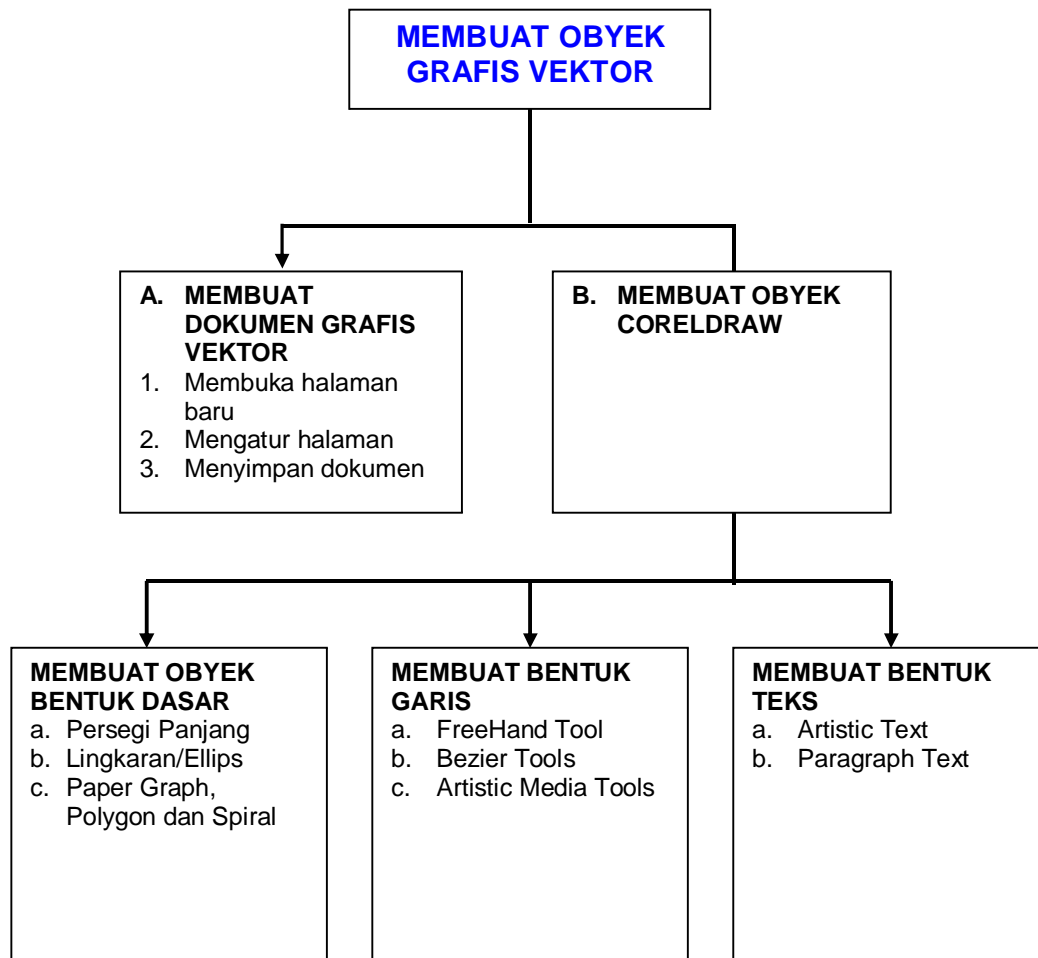 MEMBUAT OBYEK
GRAFIS VEKTOR
A. MEMBUAT
DOKUMEN GRAFIS
VEKTOR
1. Membuka halaman
baru
2. Mengatur halaman
3. Menyimpan dokumen
B. MEMBUAT OBYEK
CORELDRAW
MEMBUAT OBYEK
BENTUK DASAR
a. Persegi Panjang
b. Lingkaran/Ellips
c. Paper Graph,
Polygon dan Spiral
MEMBUAT BENTUK
GARIS
a. FreeHand Tool
b. Bezier Tools
c. Artistic Media Tools
MEMBUAT BENTUK
TEKS
a. Artistic Text
b. Paragraph Text